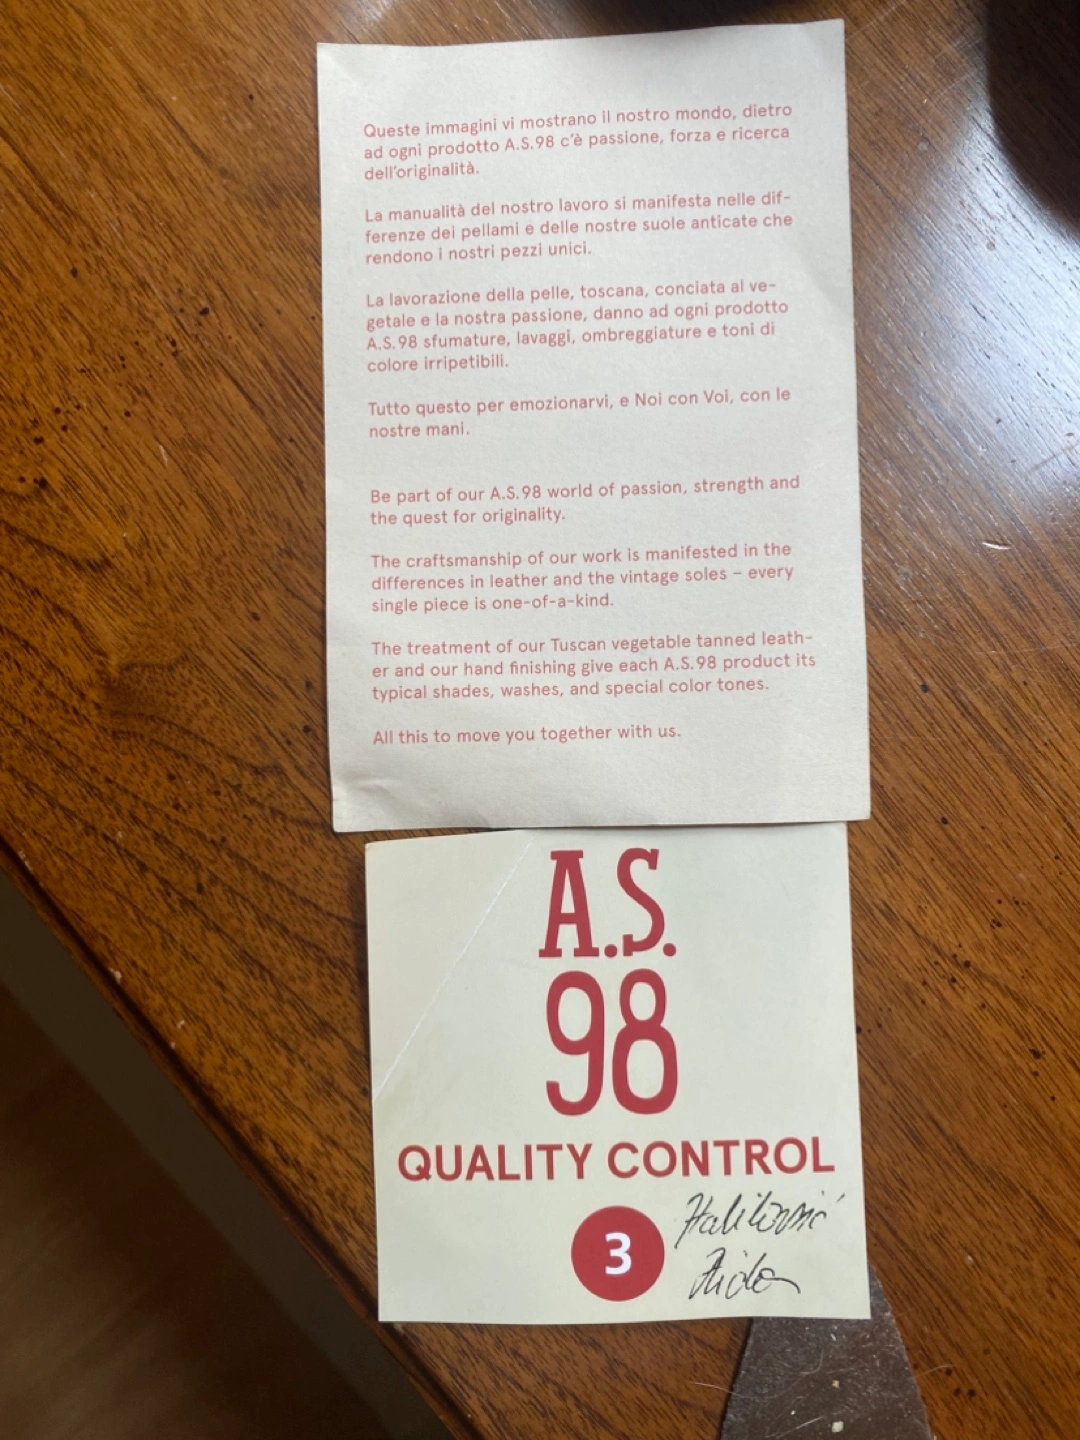 Queste immagini vi mostrano il nostro mondo, dietro
ad ogni prodotto A.S.98 c'è passione, forza e ricerca
dell'originalità.
La manualità del nostro lavoro si manifesta nelle dif-
ferenze dei pellami e delle nostre suole anticate che
rendono i nostri pezzi unici.
La lavorazione della pelle, toscana, conciata al ve-
getale e la nostra passione, danno ad ogni prodotto
A.S.98 sfumature, lavaggi, ombreggiature e toni di
colore irripetibili.
Tutto questo per emozionarvi, e Noi con Voi, con le
nostre mani.
Be part of our A.S.98 world of passion, strength and
the quest for originality.
The craftsmanship of our work is manifested in the
differences in leather and the vintage soles – every
single piece is one-of-a-kind.
The treatment of our Tuscan vegetable tanned leath-
er and our hand finishing give each A.S.98 product its
typical shades, washes, and special color tones.
All this to move you together with us.
A.S.
98
QUALITY CONTROL
3
Halilović
Aida